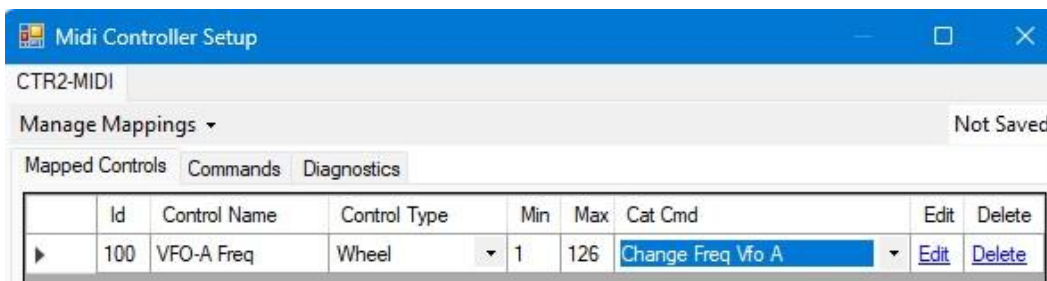 Midi Controller Setup
CTR2-MIDI
Manage Mappings Not Saved
Mapped Controls Commands Diagnostics
Id Control Name Control Type Min Max Cat Cmd Edit Delete
100 VFO-A Freq Wheel 1 126 Change Freq Vfo A Edit Delete